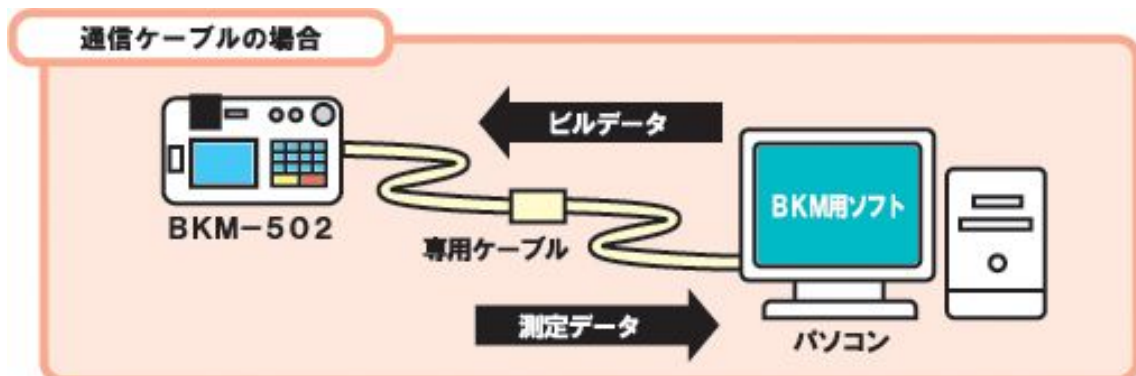 通信ケーブルの場合
ビルデータ
BKM用ソフト
BKM-502
専用ケーブル
測定データ
パソコン